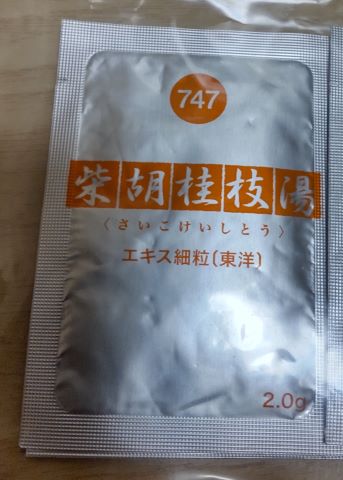 747
柴胡桂枝湯
〈さいこけいしとう〉
エキス細粒〔東洋〕
2.0g